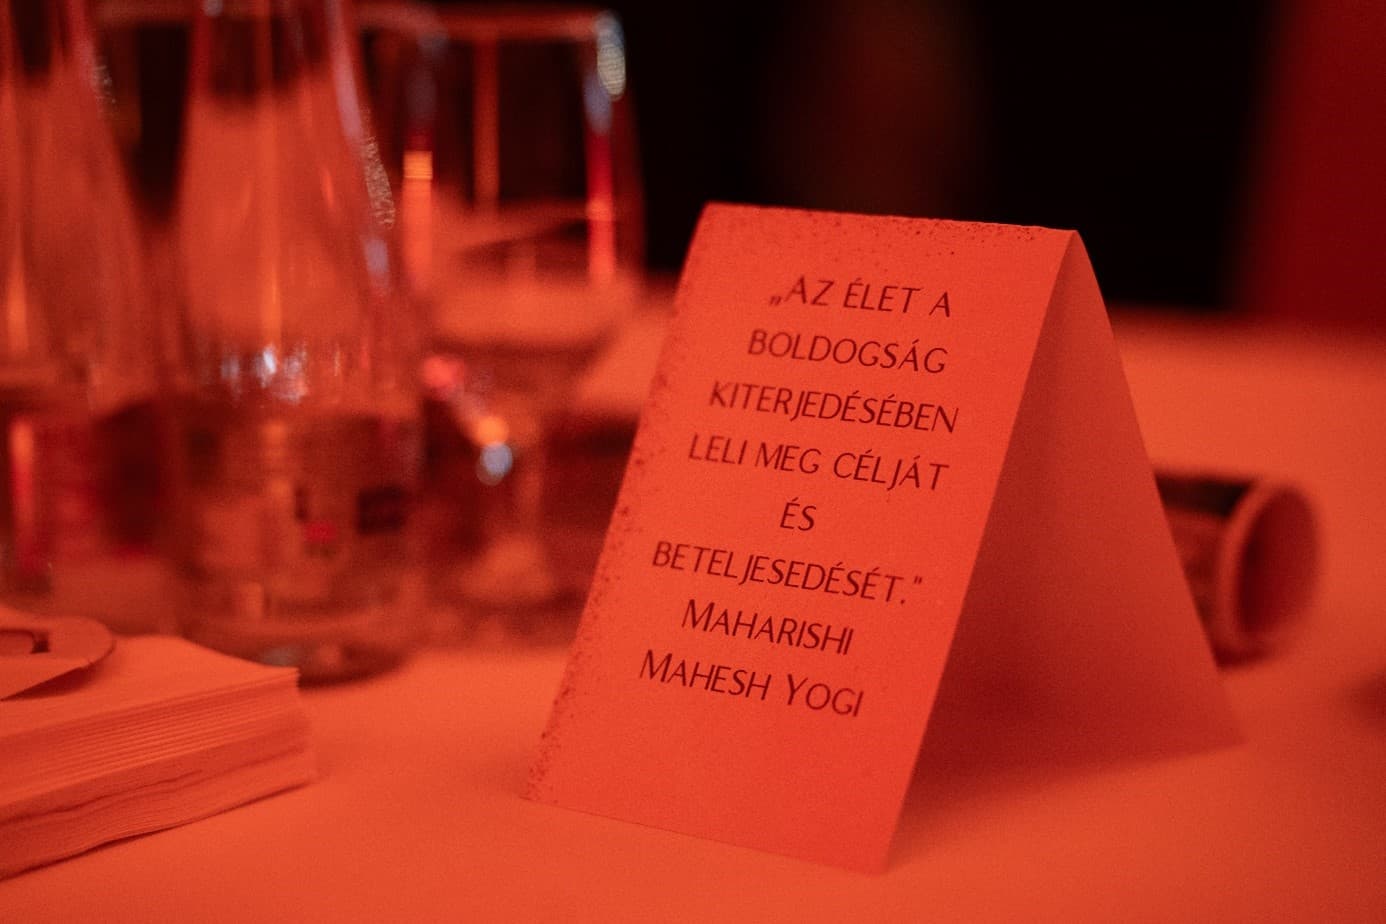 „AZ ÉLET A
BOLDOGSÁG
KITERJEDÉSÉBEN
LELI MEG CÉLJÁT
ÉS
BETELJESEDÉSÉT."
MAHARISHI
MAHESH YOGI